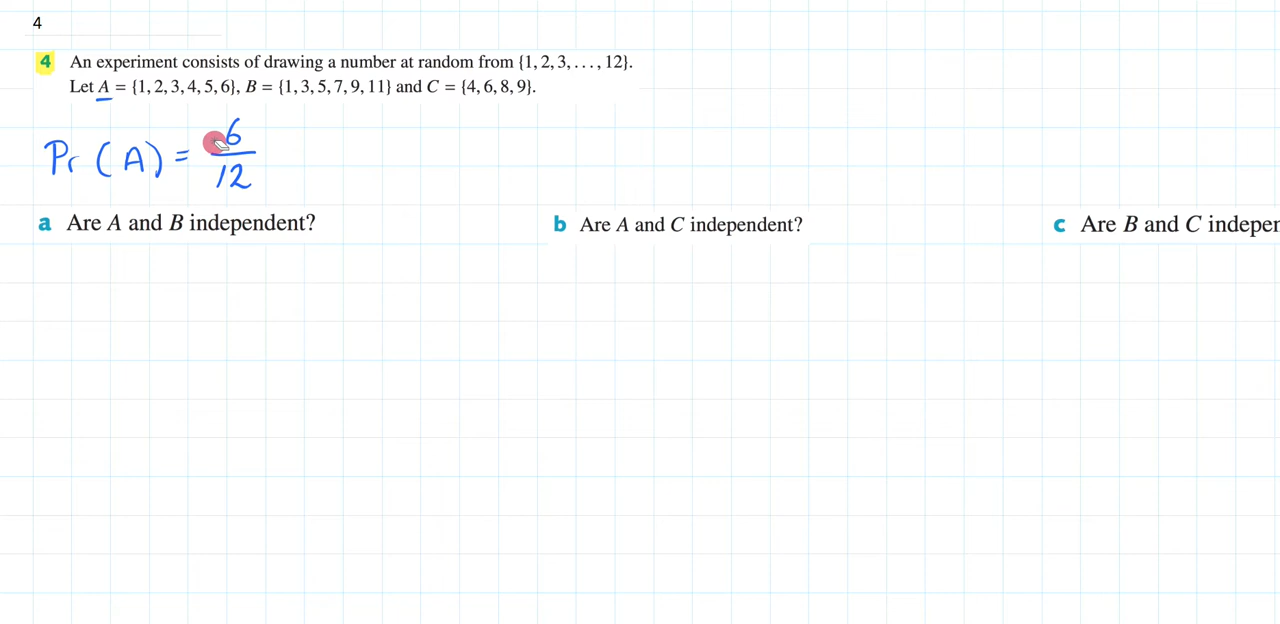 4
4 An experiment consists of drawing a number at random from {1, 2, 3, . . . , 12}.
Let A = {1, 2, 3, 4, 5, 6}, B = {1, 3, 5, 7, 9, 11} and C = {4, 6, 8, 9}.
Pr (A) = 6/12
a Are A and B independent?
b Are A and C independent?
c Are B and C indepen